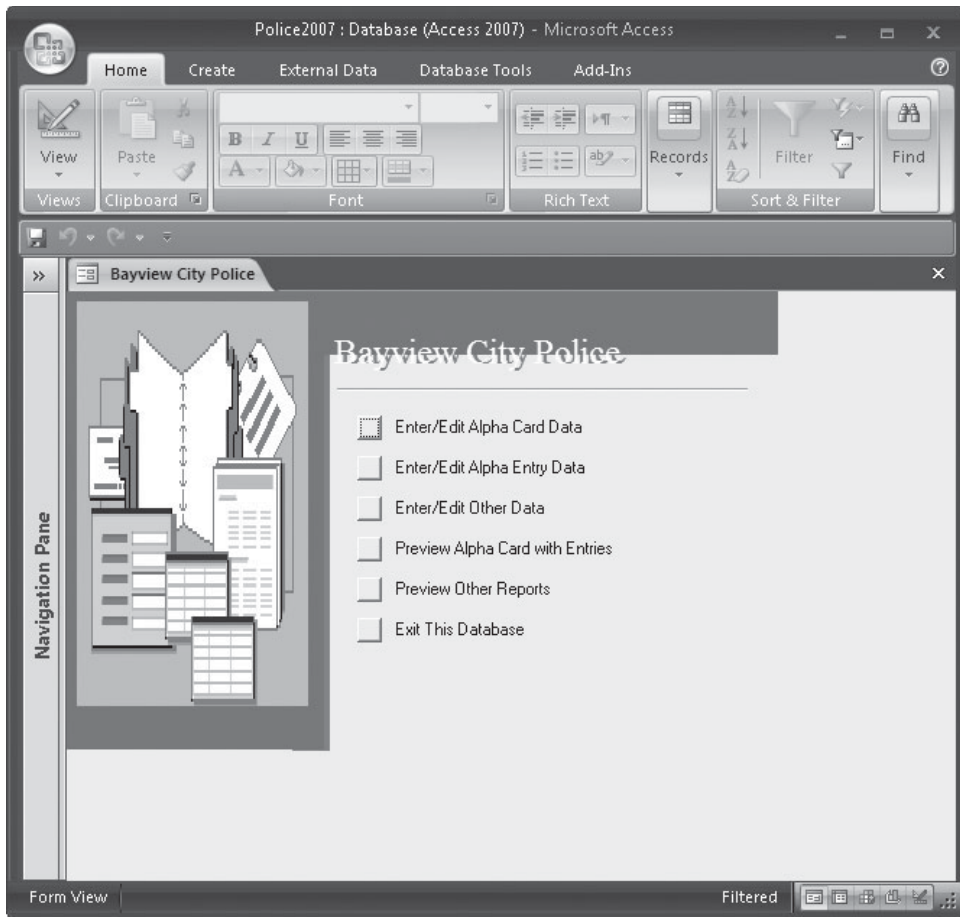 Police2007 : Database (Access 2007) - Microsoft Access
Home Create External Data Database Tools Add-Ins
View Paste B I U A ab Records A Z Z A A Z Filter Find
Views Clipboard Font Rich Text Sort & Filter
Bayview City Police
Navigation Pane
Bayview City Police
Enter/Edit Alpha Card Data
Enter/Edit Alpha Entry Data
Enter/Edit Other Data
Preview Alpha Card with Entries
Preview Other Reports
Exit This Database
Form View Filtered